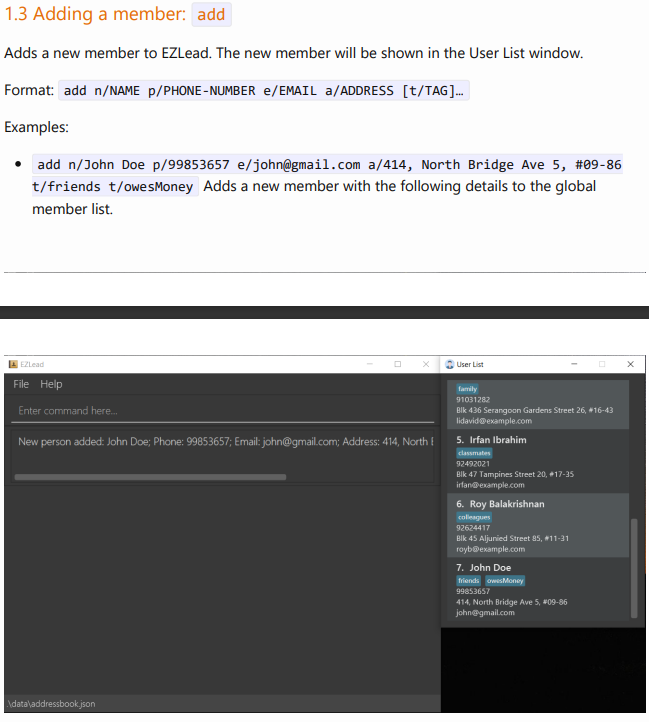 1.3 Adding a member: add
Adds a new member to EZLead. The new member will be shown in the User List window.
Format: add n/NAME p/PHONE-NUMBER e/EMAIL a/ADDRESS [t/TAG]…
Examples:
• add n/John Doe p/99853657 e/john@gmail.com a/414, North Bridge Ave 5, #09-86
t/friends t/owesMoney Adds a new member with the following details to the global
member list.
EZLead
File Help
Enter command here...
New person added: John Doe; Phone: 99853657; Email: john@gmail.com; Address: 414, North
.\data\addressbook.json
User List
family
91031282
Blk 436 Serangoon Gardens Street 26, #16-43
lidavid@example.com
5. Irfan Ibrahim
classmates
92492021
Blk 47 Tampines Street 20, #17-35
irfan@example.com
6. Roy Balakrishnan
colleagues
92624417
Blk 45 Aljunied Street 85, #11-31
royb@example.com
7. John Doe
friends owesMoney
99853657
414, North Bridge Ave 5, #09-86
john@gmail.com